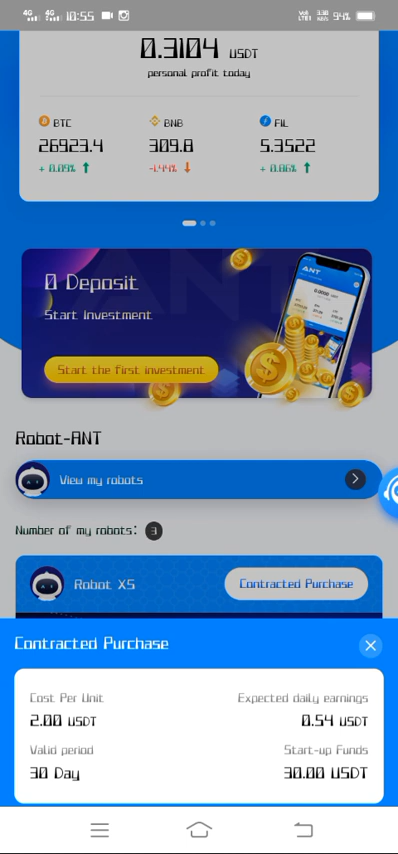 4G 4G 10:55 94%
0.3104 USDT
personal profit today
BTC BNB FIL
26923.4 309.8 5.3522
+ 0.09% -1.44% + 0.86%
0 Deposit
Start Investment
Start the first investment
ANT
Robot-ANT
View my robots
Number of my robots: 3
Robot X5 Contracted Purchase
Contracted Purchase
Cost Per Unit Expected daily earnings
2.00 USDT 0.54 USDT
Valid period Start-up Funds
30 Day 30.00 USDT